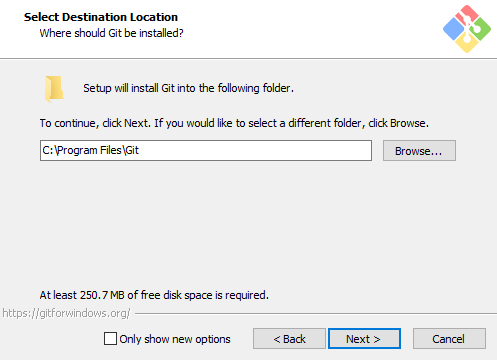 Select Destination Location
Where should Git be installed?
Setup will install Git into the following folder.
To continue, click Next. If you would like to select a different folder, click Browse.
C:\Program Files\Git
Browse...
At least 250.7 MB of free disk space is required.
https://gitforwindows.org/
Only show new options
< Back
Next >
Cancel